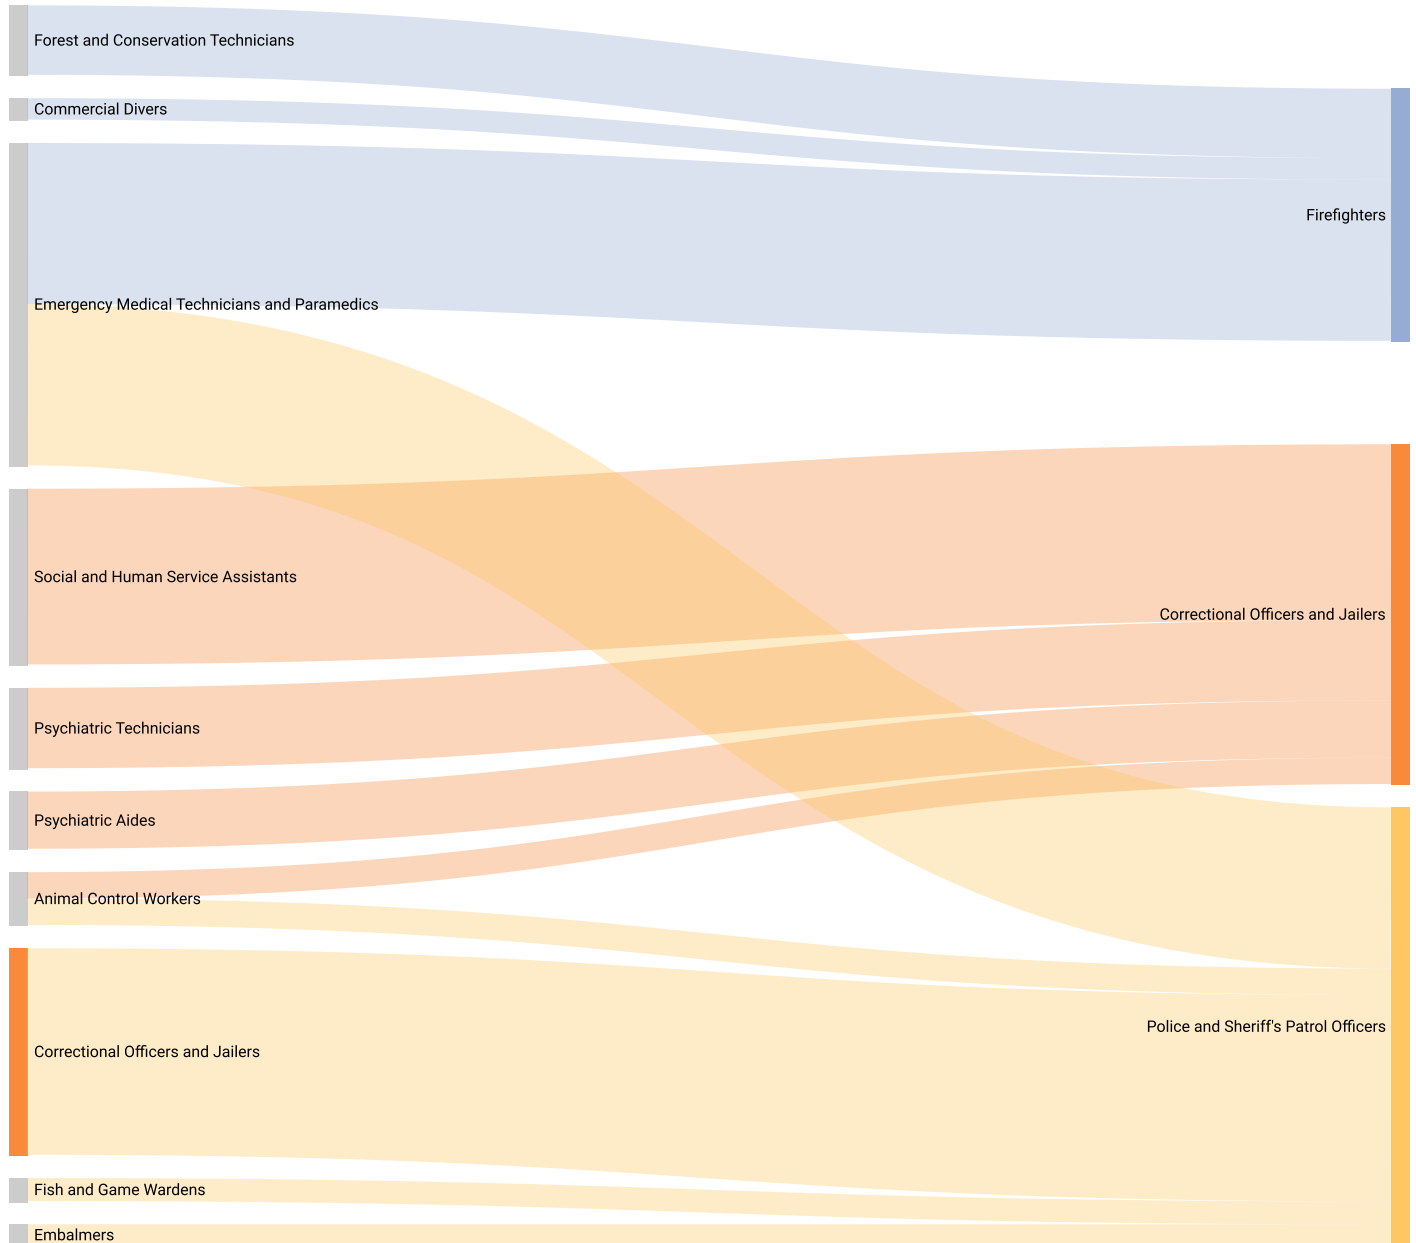 Forest and Conservation Technicians
Commercial Divers
Emergency Medical Technicians and Paramedics
Social and Human Service Assistants
Psychiatric Technicians
Psychiatric Aides
Animal Control Workers
Correctional Officers and Jailers
Fish and Game Wardens
Embalmers
Firefighters
Correctional Officers and Jailers
Police and Sheriff's Patrol Officers